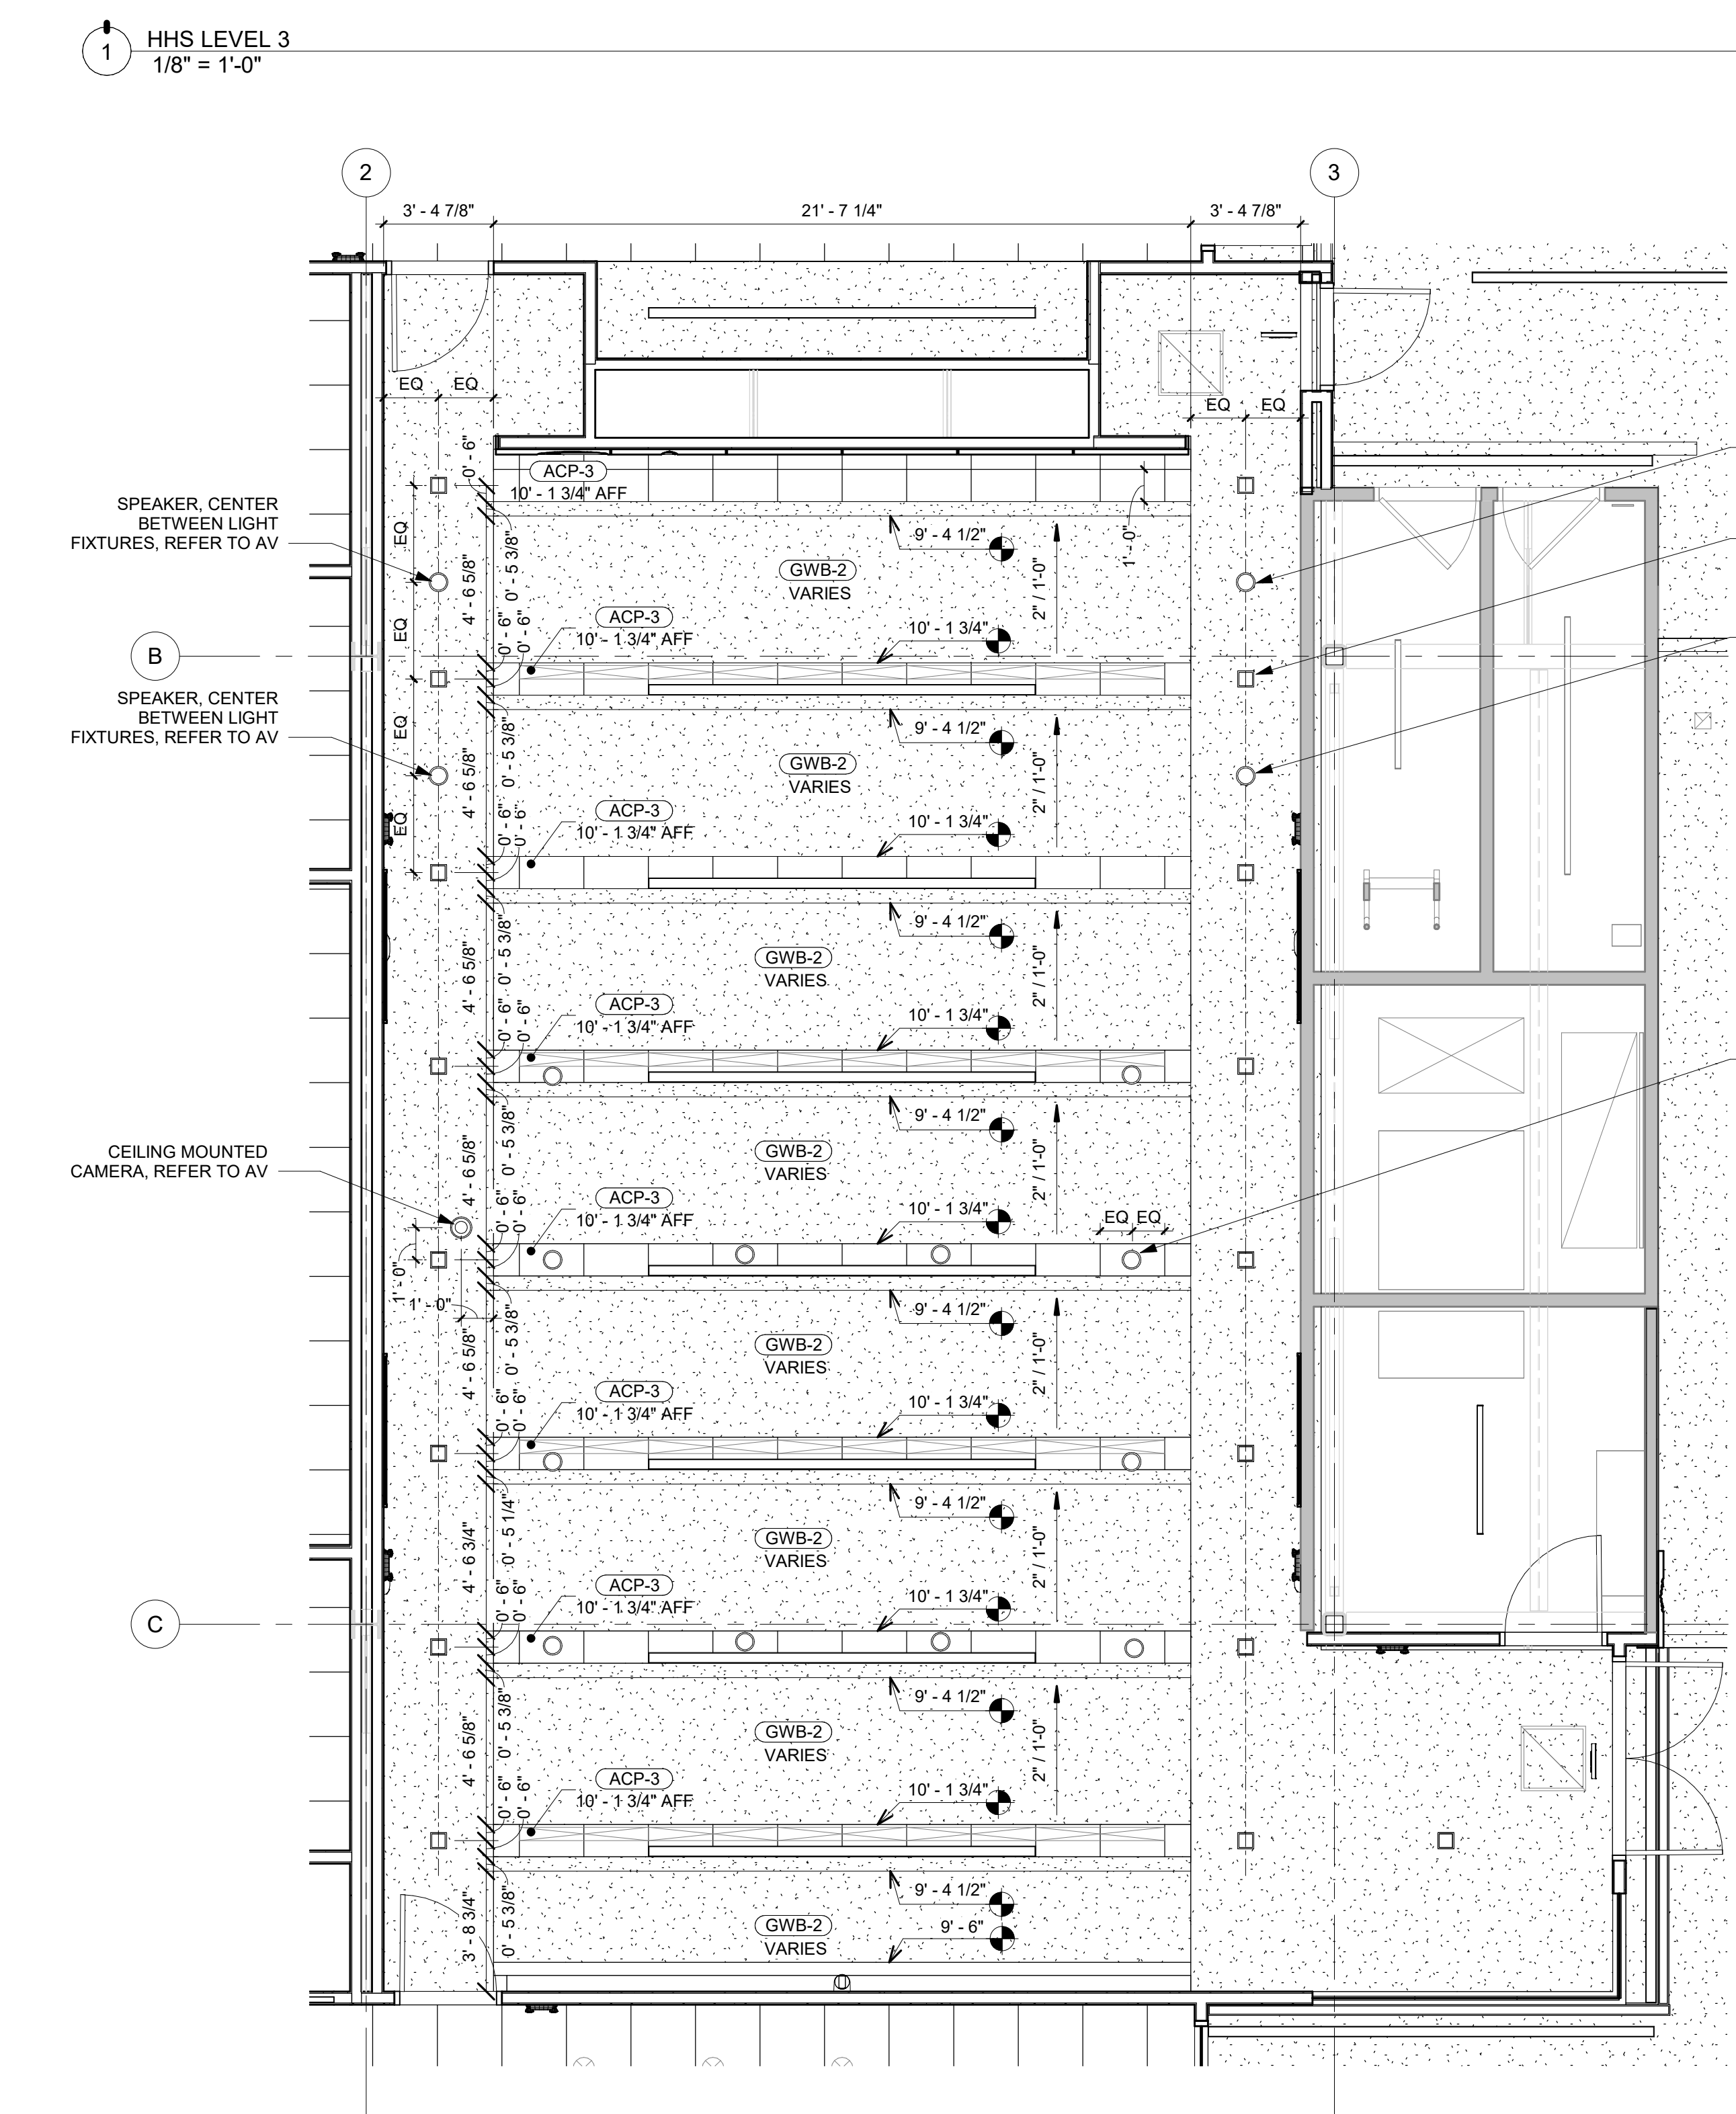 1
HHS LEVEL 3
1/8" = 1'-0"
2
3
3' - 4 7/8"
21' - 7 1/4"
3' - 4 7/8"
EQ
EQ
EQ
EQ
0' - 6"
ACP-3
10' - 1 3/4" AFF
1' - 0"
SPEAKER, CENTER
BETWEEN LIGHT
FIXTURES, REFER TO AV
EQ
4' - 6 5/8"
0' - 5 3/8"
9' - 4 1/2"
GWB-2
VARIES
2" / 1'-0"
EQ
0' - 6"
0' - 6"
ACP-3
10' - 1 3/4" AFF
10' - 1 3/4"
B
SPEAKER, CENTER
BETWEEN LIGHT
FIXTURES, REFER TO AV
EQ
4' - 6 5/8"
0' - 5 3/8"
9' - 4 1/2"
GWB-2
VARIES
2" / 1'-0"
EQ
0' - 6"
0' - 6"
ACP-3
10' - 1 3/4" AFF
10' - 1 3/4"
4' - 6 5/8"
0' - 5 3/8"
9' - 4 1/2"
GWB-2
VARIES
2" / 1'-0"
0' - 6"
0' - 6"
ACP-3
10' - 1 3/4" AFF
10' - 1 3/4"
CEILING MOUNTED
CAMERA, REFER TO AV
4' - 6 5/8"
0' - 5 3/8"
9' - 4 1/2"
GWB-2
VARIES
2" / 1'-0"
0' - 6"
0' - 6"
ACP-3
10' - 1 3/4" AFF
10' - 1 3/4"
EQ
EQ
1' - 0"
1' - 0"
4' - 6 5/8"
0' - 5 3/8"
9' - 4 1/2"
GWB-2
VARIES
2" / 1'-0"
0' - 6"
0' - 6"
ACP-3
10' - 1 3/4" AFF
10' - 1 3/4"
4' - 6 3/4"
0' - 5 1/4"
9' - 4 1/2"
GWB-2
VARIES
2" / 1'-0"
0' - 6"
0' - 6"
ACP-3
10' - 1 3/4" AFF
10' - 1 3/4"
C
4' - 6 5/8"
0' - 5 3/8"
9' - 4 1/2"
GWB-2
VARIES
2" / 1'-0"
0' - 6"
0' - 6"
ACP-3
10' - 1 3/4" AFF
10' - 1 3/4"
3' - 8 3/4"
0' - 5 3/8"
9' - 4 1/2"
GWB-2
VARIES
9' - 6"